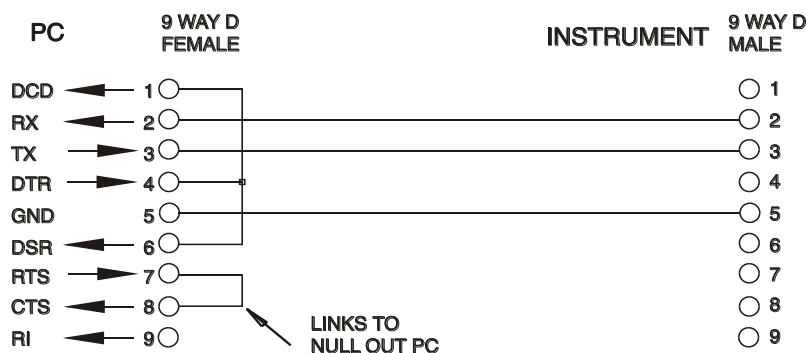 PC
9 WAY D
FEMALE
INSTRUMENT
9 WAY D
MALE
DCD 1 1
RX 2 2
TX 3 3
DTR 4 4
GND 5 5
DSR 6 6
RTS 7 7
CTS 8 8
RI 9 9
LINKS TO
NULL OUT PC